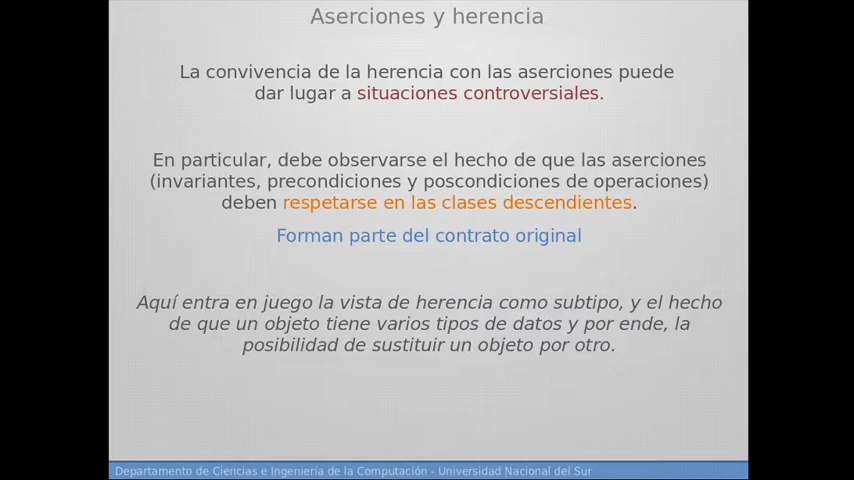 Aserciones y herencia
La convivencia de la herencia con las aserciones puede
dar lugar a situaciones controversiales.
En particular, debe observarse el hecho de que las aserciones
(invariantes, precondiciones y poscondiciones de operaciones)
deben respetarse en las clases descendientes.
Forman parte del contrato original
Aquí entra en juego la vista de herencia como subtipo, y el hecho
de que un objeto tiene varios tipos de datos y por ende, la
posibilidad de sustituir un objeto por otro.
Departamento de Ciencias e Ingeniería de la Computación - Universidad Nacional del Sur